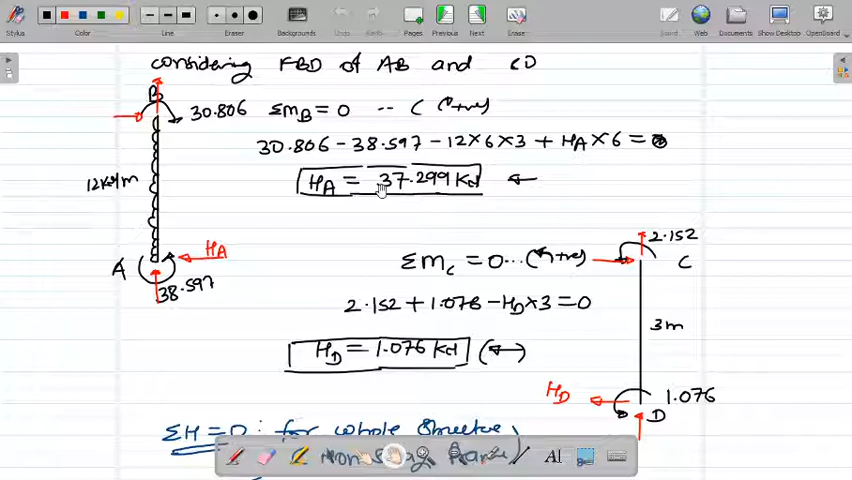 Stylus Color Line Eraser Backgrounds Undo Redo Pages Previous Next Erase Board Web Documents Show Desktop OpenBoard
considering FBD of AB and CD
B
30.806 ΣmB = 0 -- (+ve)
30.806 - 38.597 - 12×6×3 + HA×6 = 0
12 kN/m
HA = 37.299 KN ←
HA
A
38.597
2.152
Σmc = 0...(+ve)
C
2.152 + 1.076 - HD×3 = 0
3m
HD = 1.076 KN (←)
HD
1.076
D
ΣH = 0 : for whole Structure,